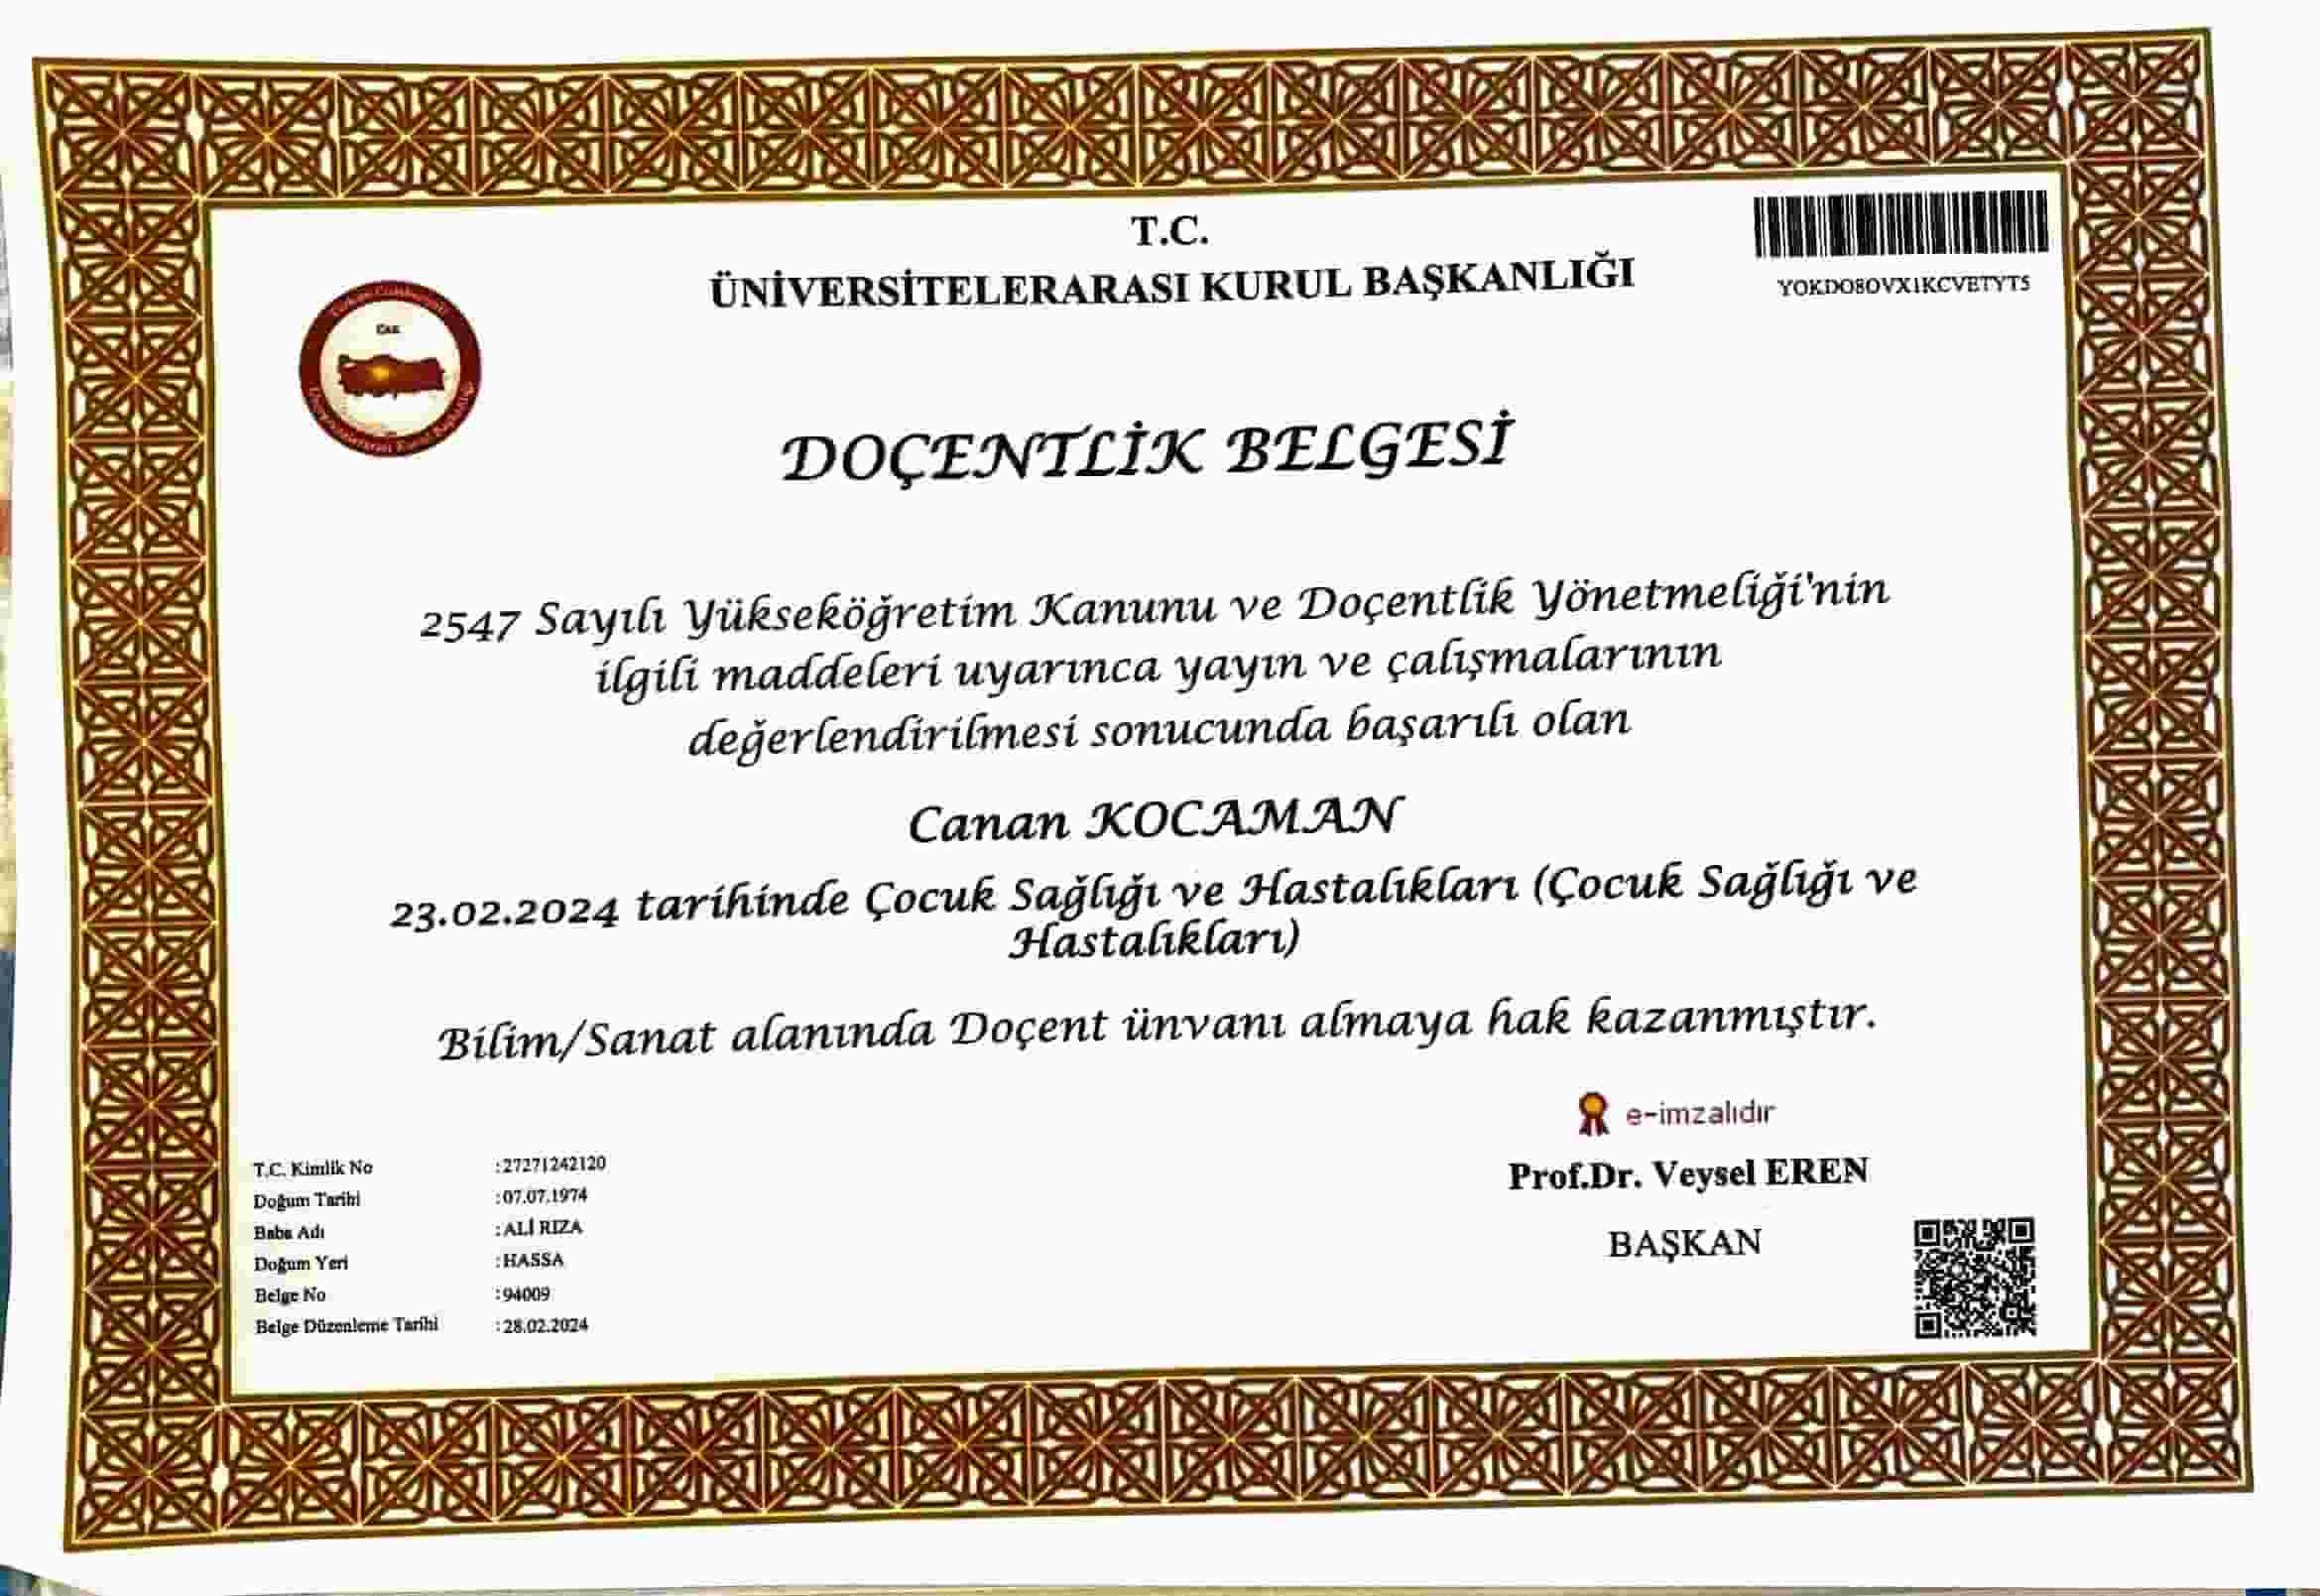 T.C.
ÜNİVERSİTELERARASI KURUL BAŞKANLIĞI
ÜAK
Üniversitelerarası Kurul Başkanlığı
DOÇENTLİK BELGESİ
2547 Sayılı Yükseköğretim Kanunu ve Doçentlik Yönetmeliği'nin
ilgili maddeleri uyarınca yayın ve çalışmalarının
değerlendirilmesi sonucunda başarılı olan
Canan KOCAMAN
23.02.2024 tarihinde Çocuk Sağlığı ve Hastalıkları (Çocuk Sağlığı ve
Hastalıkları)
Bilim/Sanat alanında Doçent ünvanı almaya hak kazanmıştır.
e-imzalıdır
Prof.Dr. Veysel EREN
BAŞKAN
T.C. Kimlik No :27271242120
Doğum Tarihi :07.07.1974
Baba Adı :ALİ RIZA
Doğum Yeri :HASSA
Belge No :94009
Belge Düzenleme Tarihi :28.02.2024